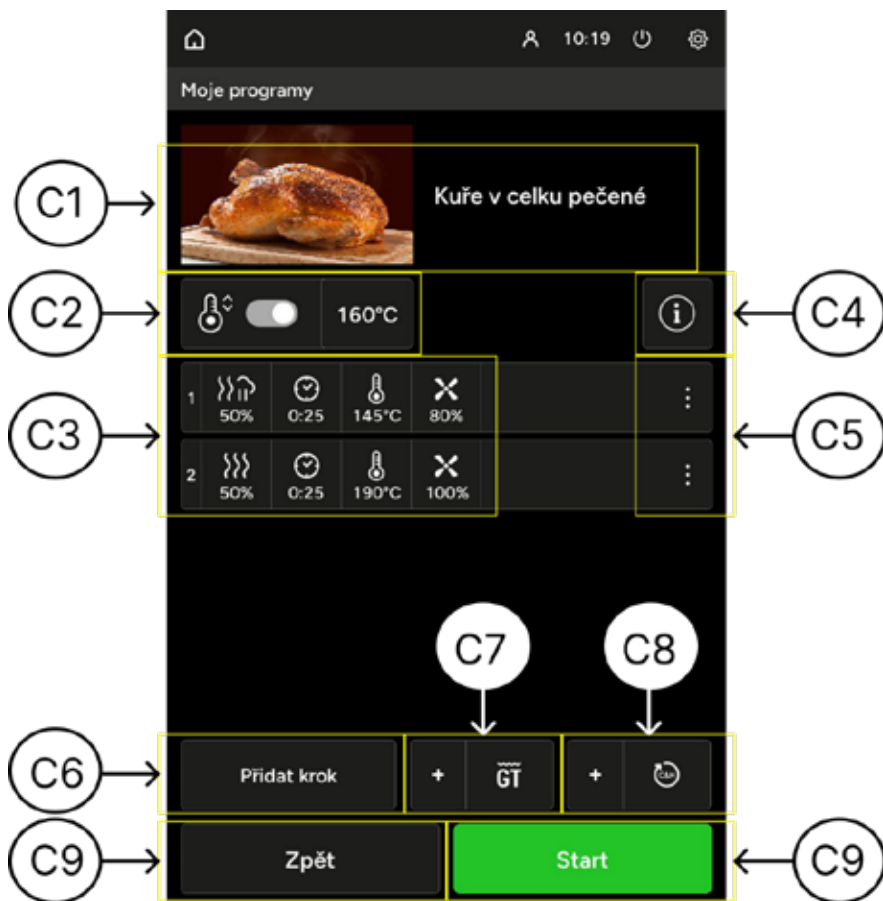 10:19
Moje programy
C1
Kuře v celku pečené
C2
160°C
i
C4
C3
1 50% 0:25 145°C 80%
2 50% 0:25 190°C 100%
C5
C7
C8
C6
Přidat krok + GT + C&H
C9
Zpět
Start
C9